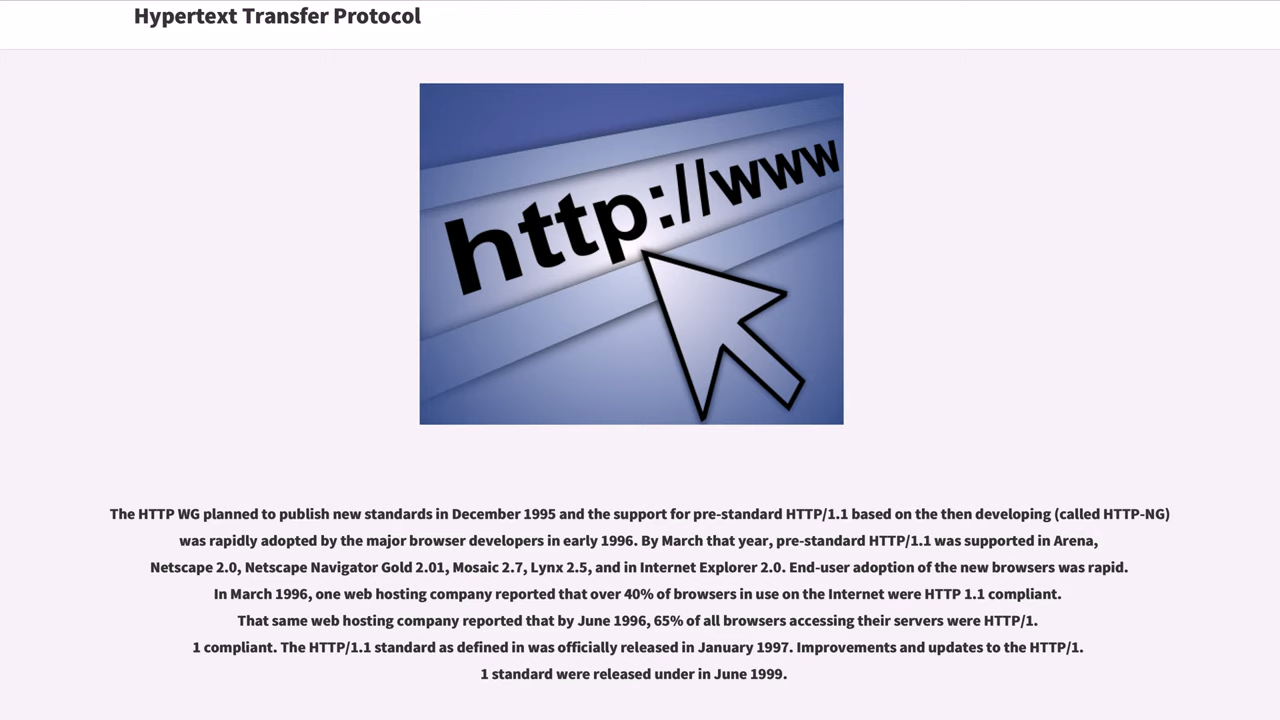 Hypertext Transfer Protocol
http://www
The HTTP WG planned to publish new standards in December 1995 and the support for pre-standard HTTP/1.1 based on the then developing (called HTTP-NG)
was rapidly adopted by the major browser developers in early 1996. By March that year, pre-standard HTTP/1.1 was supported in Arena,
Netscape 2.0, Netscape Navigator Gold 2.01, Mosaic 2.7, Lynx 2.5, and in Internet Explorer 2.0. End-user adoption of the new browsers was rapid.
In March 1996, one web hosting company reported that over 40% of browsers in use on the Internet were HTTP 1.1 compliant.
That same web hosting company reported that by June 1996, 65% of all browsers accessing their servers were HTTP/1.
1 compliant. The HTTP/1.1 standard as defined in was officially released in January 1997. Improvements and updates to the HTTP/1.
1 standard were released under in June 1999.